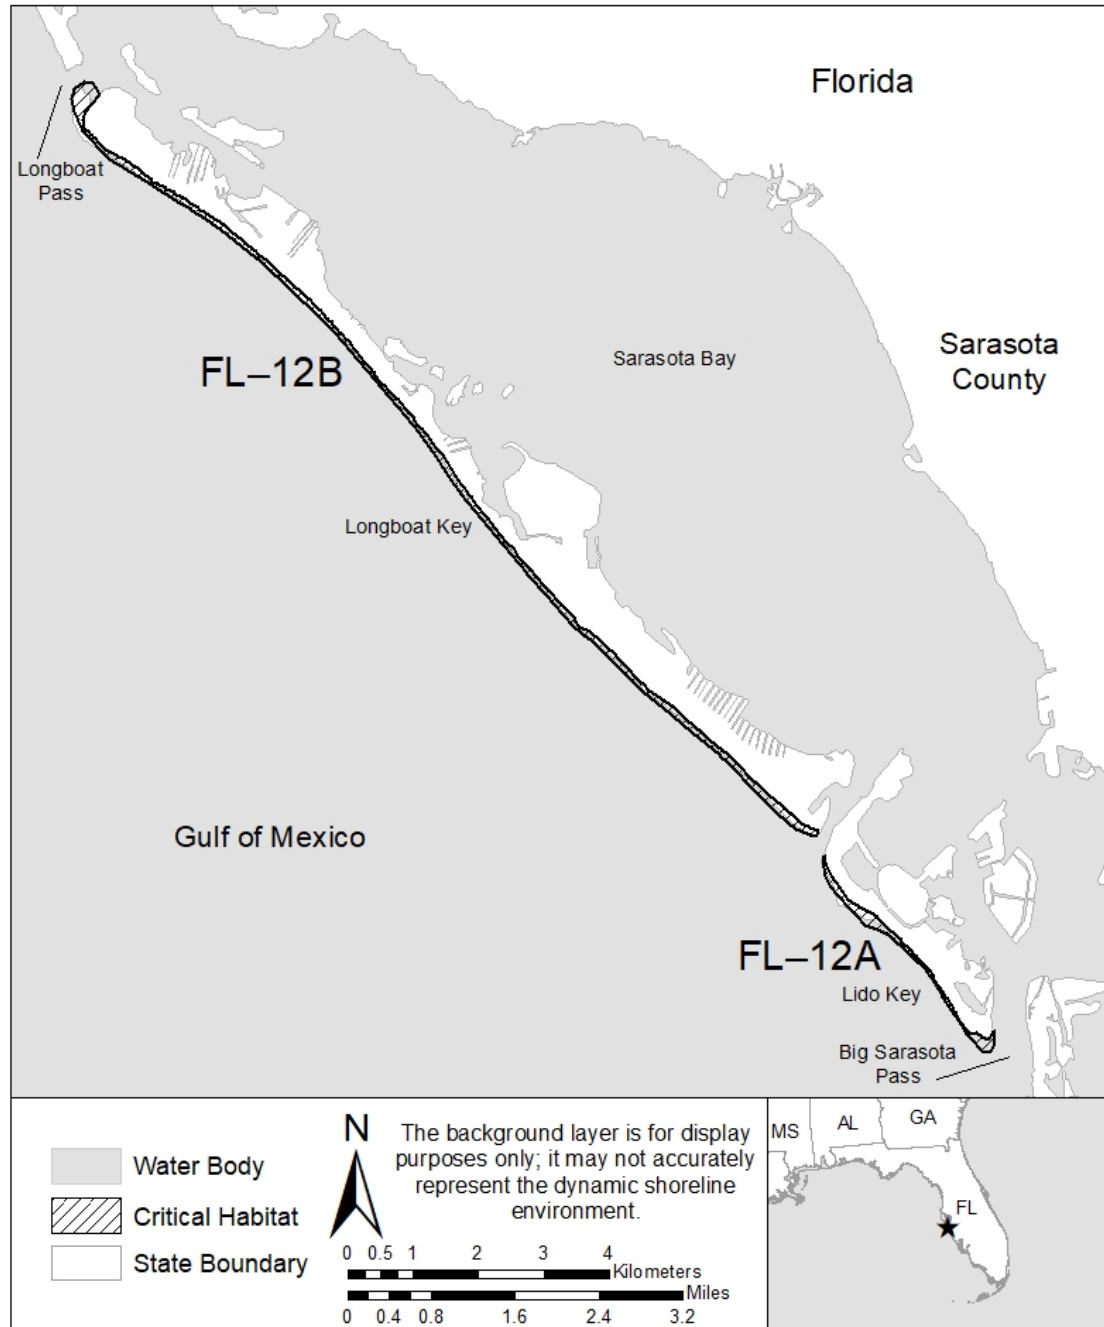 Florida
Longboat
Pass
FL–12B
Sarasota Bay
Sarasota
County
Longboat Key
Gulf of Mexico
FL–12A
Lido Key
Big Sarasota
Pass
Water Body
Critical Habitat
State Boundary
N
The background layer is for display
purposes only; it may not accurately
represent the dynamic shoreline
environment.
0 0.5 1 2 3 4
Kilometers
Miles
0 0.4 0.8 1.6 2.4 3.2
MS
AL
GA
FL